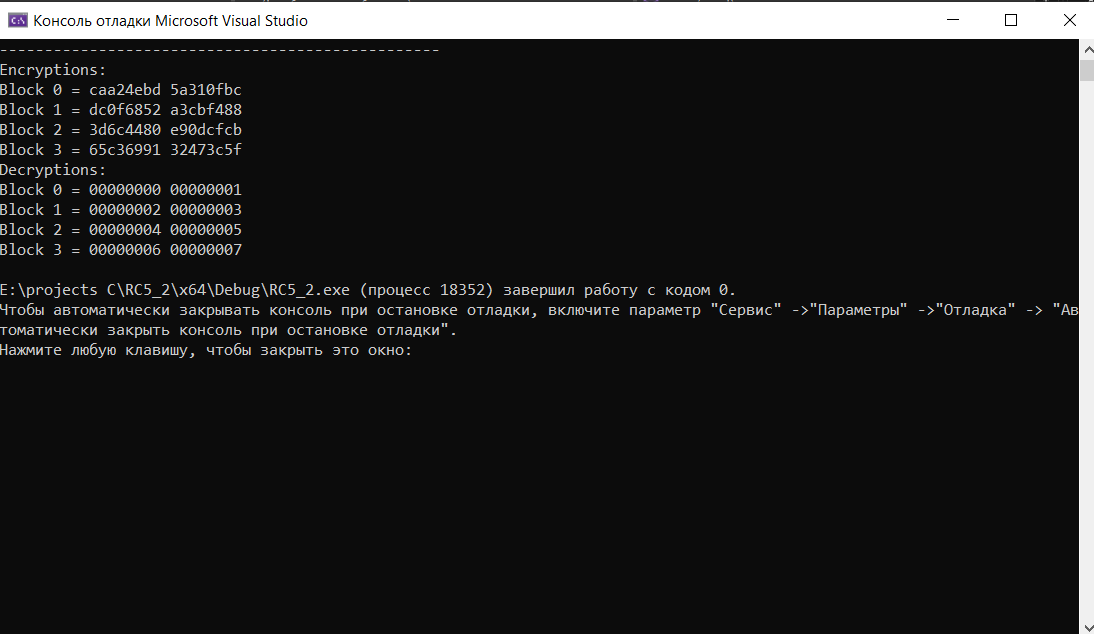 Консоль отладки Microsoft Visual Studio
-------------------------------------------------
Encryptions:
Block 0 = caa24ebd 5a310fbc
Block 1 = dc0f6852 a3cbf488
Block 2 = 3d6c4480 e90dcfcb
Block 3 = 65c36991 32473c5f
Decryptions:
Block 0 = 00000000 00000001
Block 1 = 00000002 00000003
Block 2 = 00000004 00000005
Block 3 = 00000006 00000007
E:\projects C\RC5_2\x64\Debug\RC5_2.exe (процесс 18352) завершил работу с кодом 0.
Чтобы автоматически закрывать консоль при остановке отладки, включите параметр "Сервис" ->"Параметры" ->"Отладка" -> "Ав
томатически закрыть консоль при остановке отладки".
Нажмите любую клавишу, чтобы закрыть это окно: